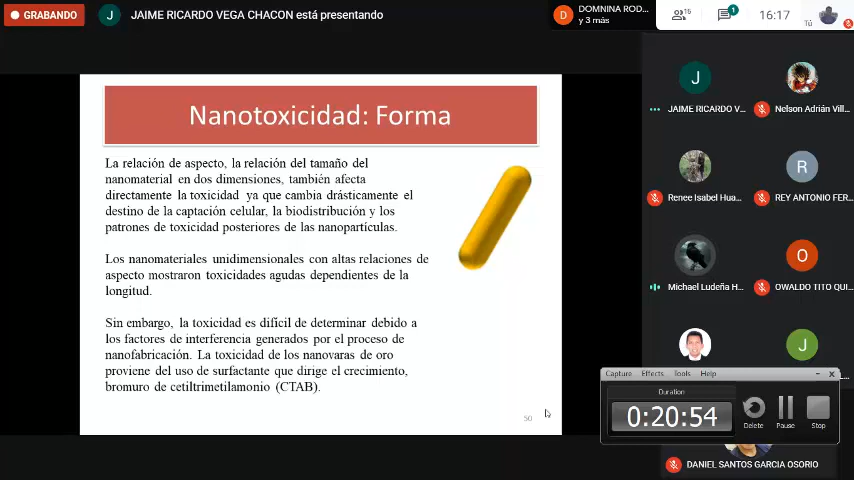 GRABANDO
J
JAIME RICARDO VEGA CHACON está presentando
D
DOMNINA ROD...
y 3 más
16
1
16:17
Tú
Nanotoxicidad: Forma
La relación de aspecto, la relación del tamaño del
nanomaterial en dos dimensiones, también afecta
directamente la toxicidad ya que cambia drásticamente el
destino de la captación celular, la biodistribución y los
patrones de toxicidad posteriores de las nanopartículas.
Los nanomateriales unidimensionales con altas relaciones de
aspecto mostraron toxicidades agudas dependientes de la
longitud.
Sin embargo, la toxicidad es difícil de determinar debido a
los factores de interferencia generados por el proceso de
nanofabricación. La toxicidad de los nanovaras de oro
proviene del uso de surfactante que dirige el crecimiento,
bromuro de cetiltrimetilamonio (CTAB).
50
J
JAIME RICARDO V...
Nelson Adrián Vill...
R
Renee Isabel Hua...
REY ANTONIO FER...
O
Michael Ludeña H...
OWALDO TITO QUI...
J
Capture Effects Tools Help
Duration
0:20:54
Delete
Pause
Stop
DANIEL SANTOS GARCIA OSORIO